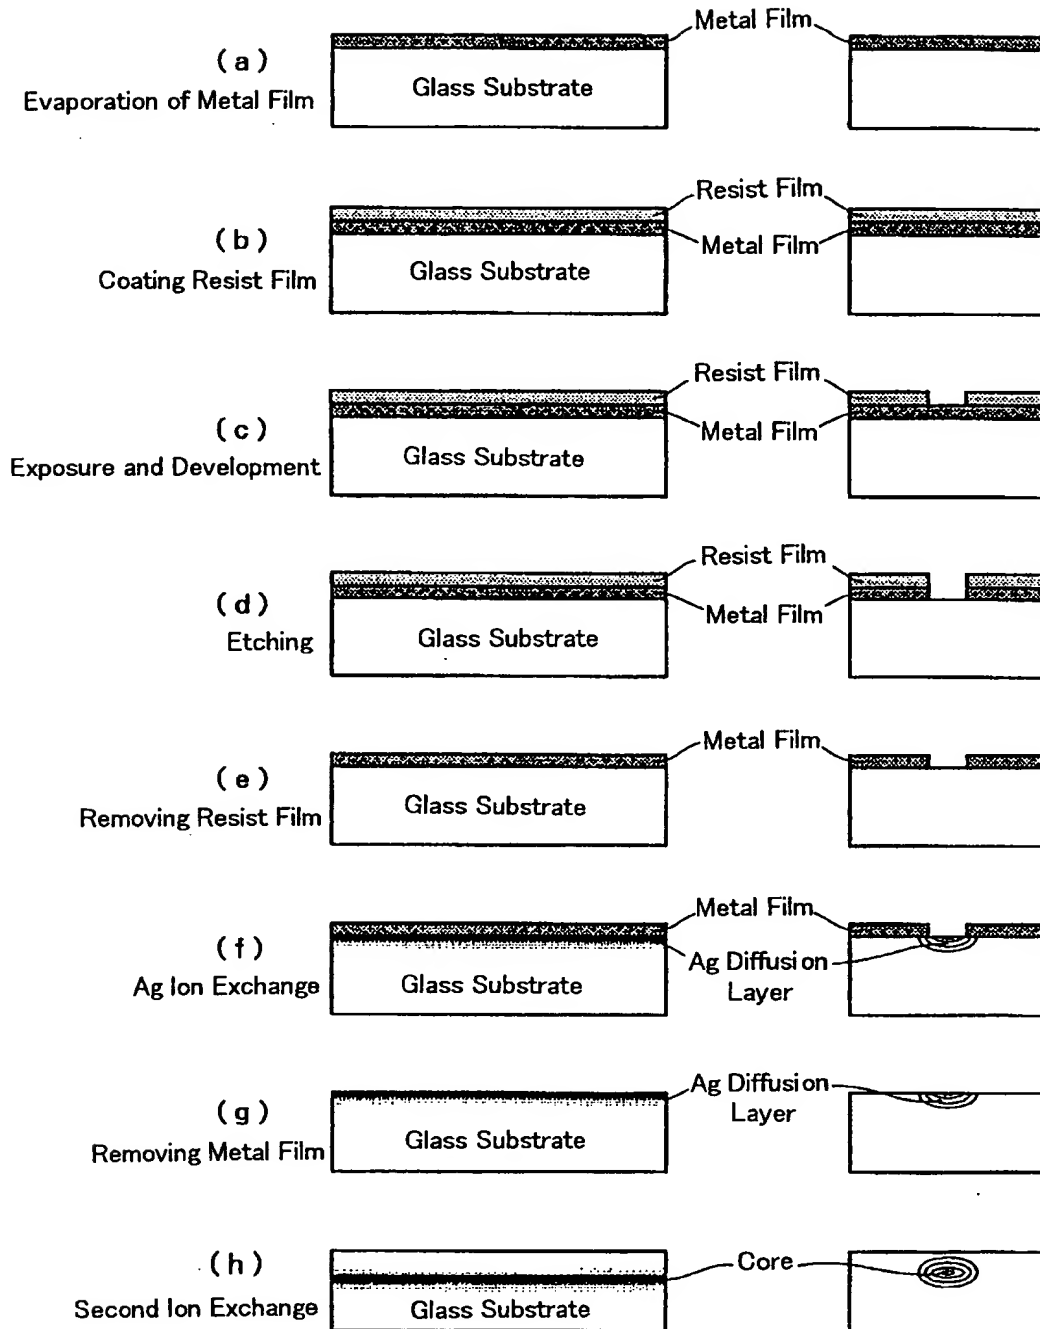 Metal Film
( a )
Evaporation of Metal Film
Glass Substrate
Resist Film
( b )
Metal Film
Coating Resist Film
Glass Substrate
Resist Film
( c )
Metal Film
Exposure and Development
Glass Substrate
Resist Film
( d )
Metal Film
Etching
Glass Substrate
Metal Film
( e )
Removing Resist Film
Glass Substrate
Metal Film
( f )
Ag Diffusion
Layer
Ag Ion Exchange
Glass Substrate
Ag Diffusion
Layer
( g )
Removing Metal Film
Glass Substrate
Core
( h )
Second Ion Exchange
Glass Substrate